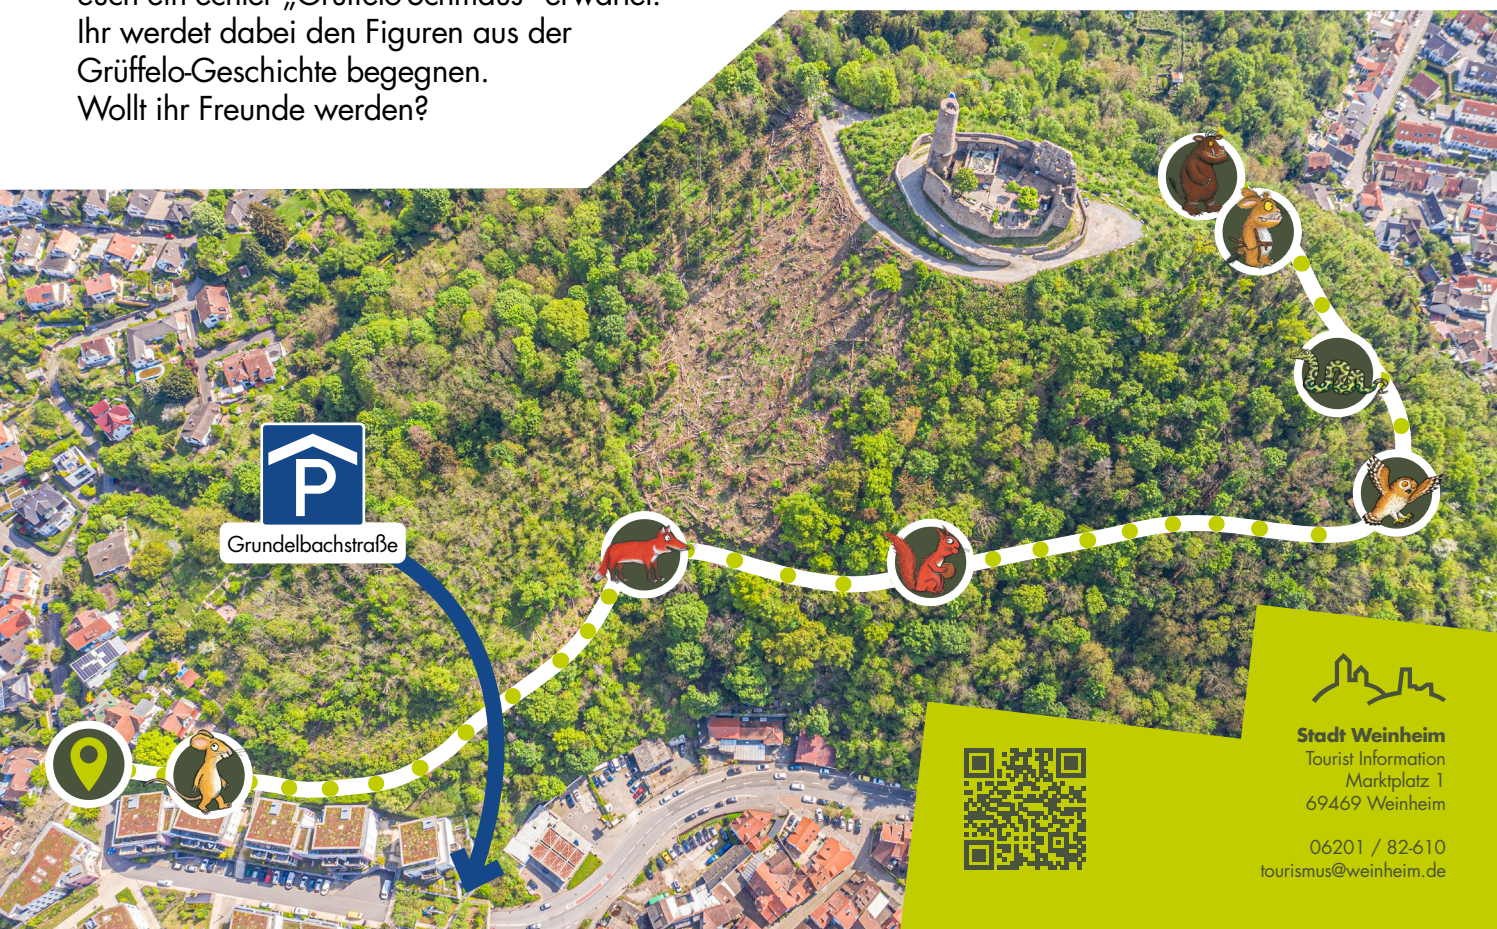 Ihr werdet dabei den Figuren aus der
Grüffelo-Geschichte begegnen.
Wollt ihr Freunde werden?
P
Grundelbachstraße
Stadt Weinheim
Tourist Information
Marktplatz 1
69469 Weinheim
06201 / 82-610
tourismus@weinheim.de